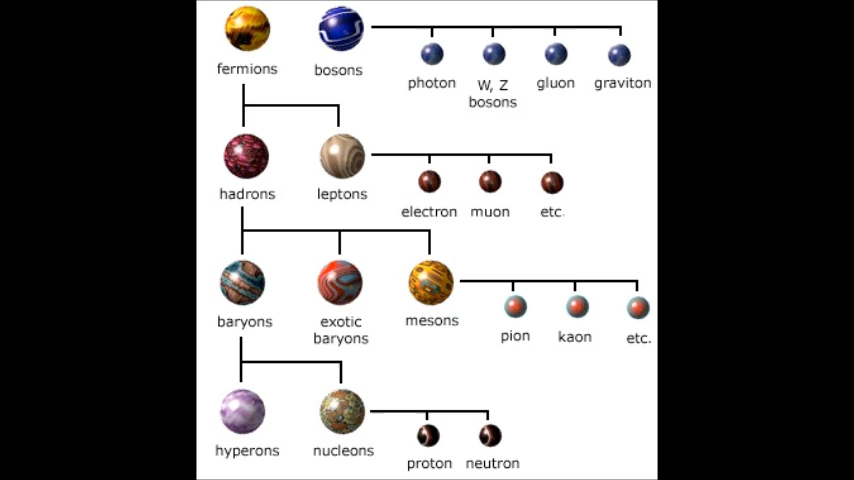 fermions
bosons
photon
W, Z
bosons
gluon
graviton
hadrons
leptons
electron
muon
etc.
baryons
exotic
baryons
mesons
pion
kaon
etc.
hyperons
nucleons
proton
neutron